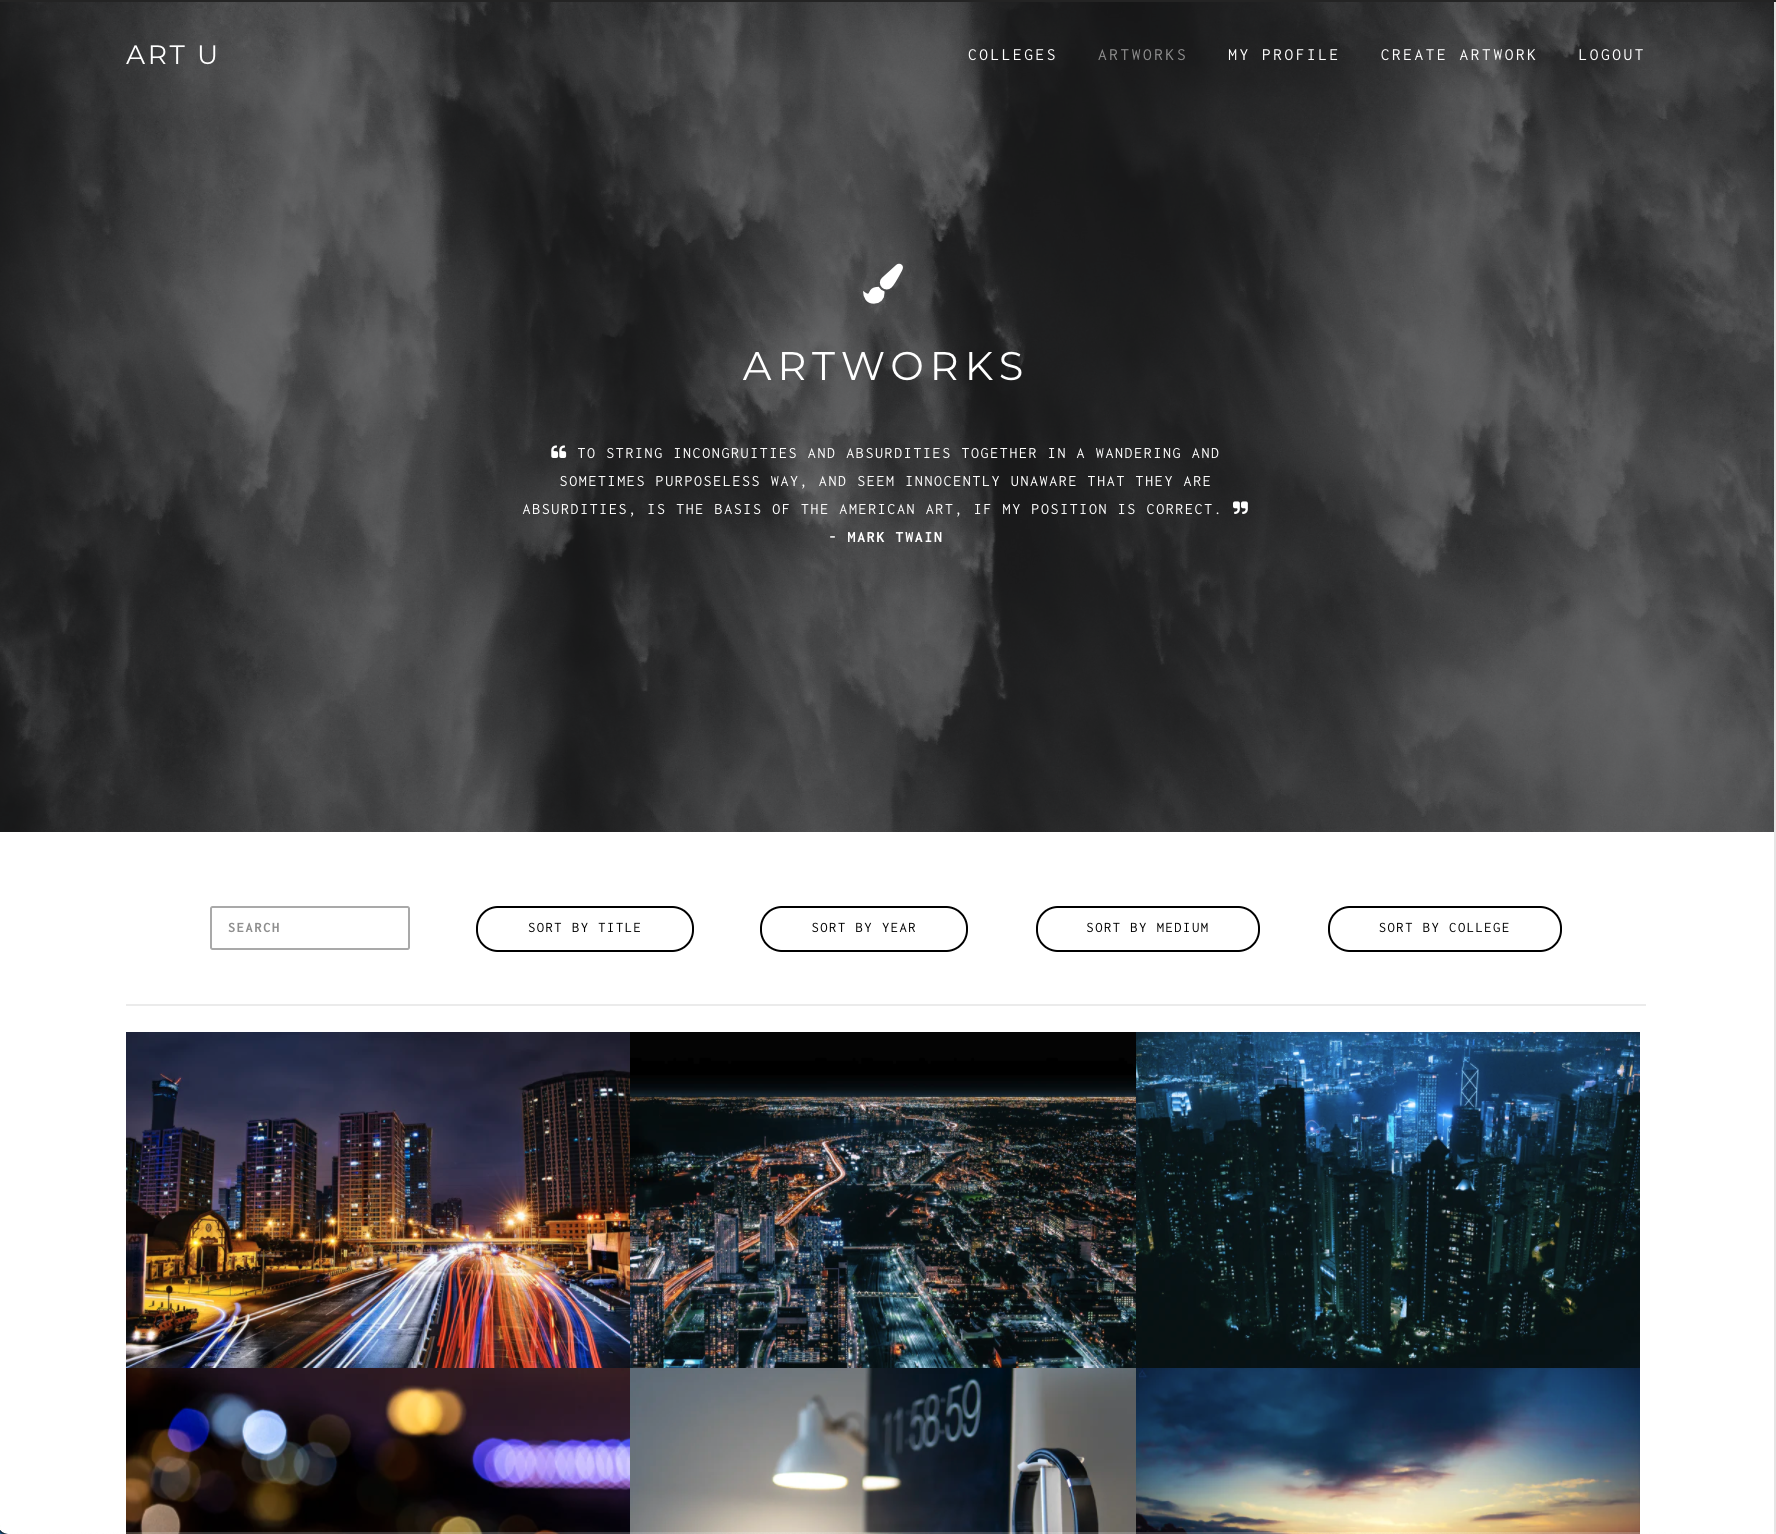 ART U
COLLEGES ARTWORKS MY PROFILE CREATE ARTWORK LOGOUT
ARTWORKS
❝ TO STRING INCONGRUITIES AND ABSURDITIES TOGETHER IN A WANDERING AND
SOMETIMES PURPOSELESS WAY, AND SEEM INNOCENTLY UNAWARE THAT THEY ARE
ABSURDITIES, IS THE BASIS OF THE AMERICAN ART, IF MY POSITION IS CORRECT. ❞
- MARK TWAIN
SEARCH
SORT BY TITLE
SORT BY YEAR
SORT BY MEDIUM
SORT BY COLLEGE
11:58:59